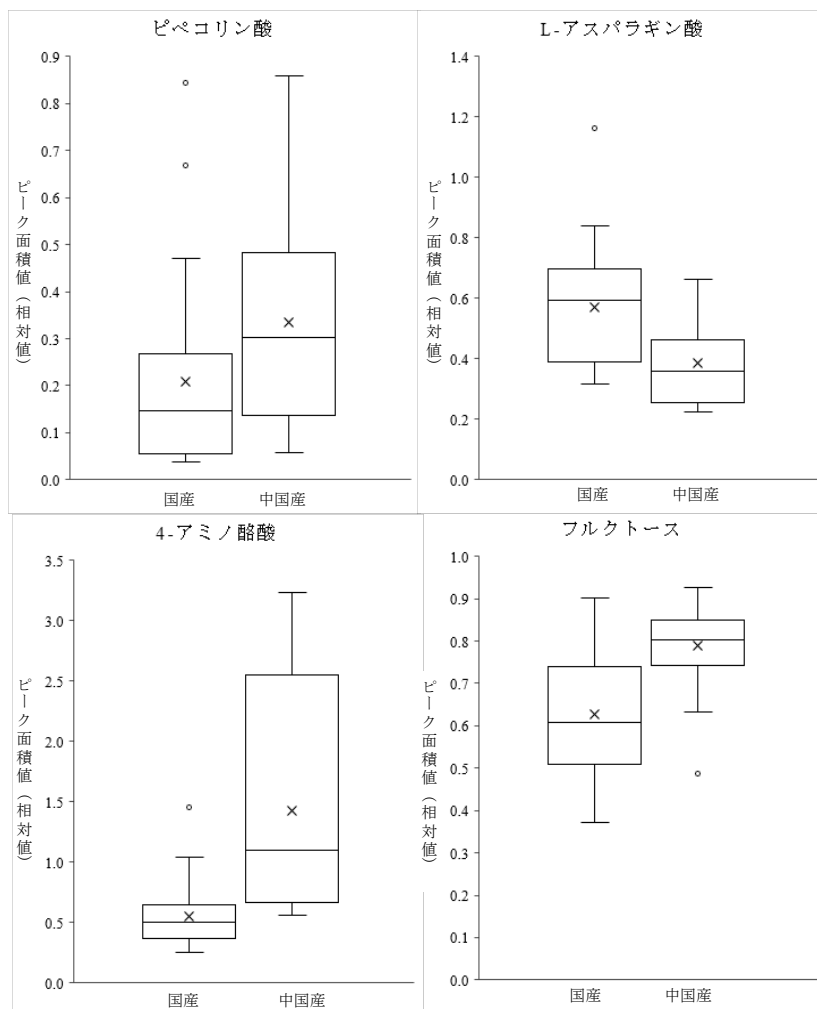 ピペコリン酸
ピーク面積値（相対値）
0.9
0.8
0.7
0.6
0.5
0.4
0.3
0.2
0.1
0.0
国産
中国産
L-アスパラギン酸
ピーク面積値（相対値）
1.4
1.2
1.0
0.8
0.6
0.4
0.2
0.0
国産
中国産
4-アミノ酪酸
ピーク面積値（相対値）
3.5
3.0
2.5
2.0
1.5
1.0
0.5
0.0
国産
中国産
フルクトース
ピーク面積値（相対値）
1.0
0.9
0.8
0.7
0.6
0.5
0.4
0.3
0.2
0.1
0.0
国産
中国産